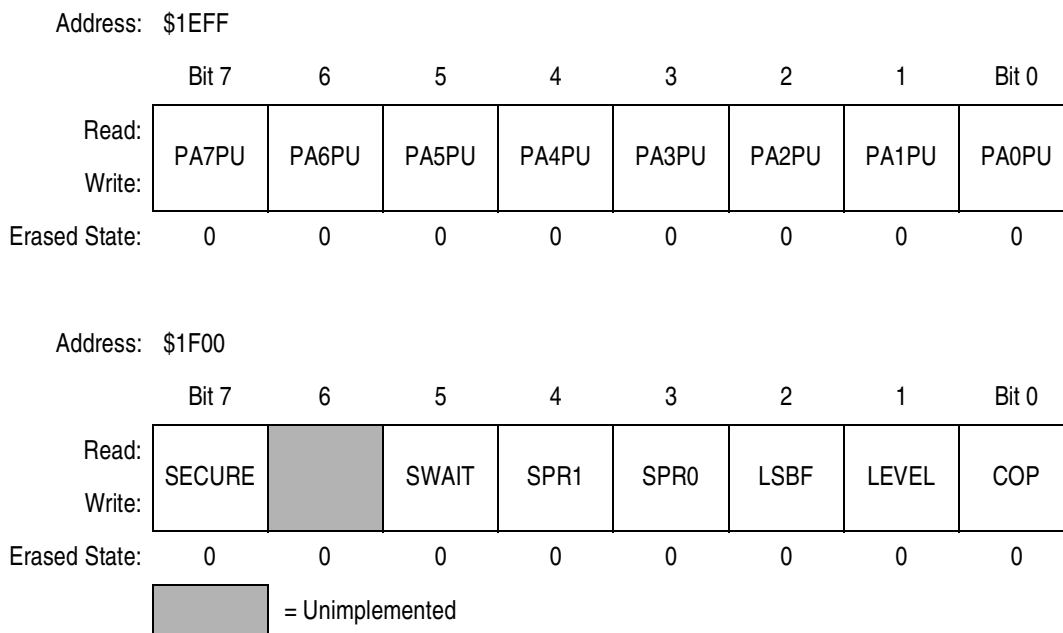 Address: $1EFF
Bit 7 6 5 4 3 2 1 Bit 0
Read:
PA7PU PA6PU PA5PU PA4PU PA3PU PA2PU PA1PU PA0PU
Write:
Erased State: 0 0 0 0 0 0 0 0
Address: $1F00
Bit 7 6 5 4 3 2 1 Bit 0
Read:
SECURE SWAIT SPR1 SPR0 LSBF LEVEL COP
Write:
Erased State: 0 0 0 0 0 0 0 0
= Unimplemented